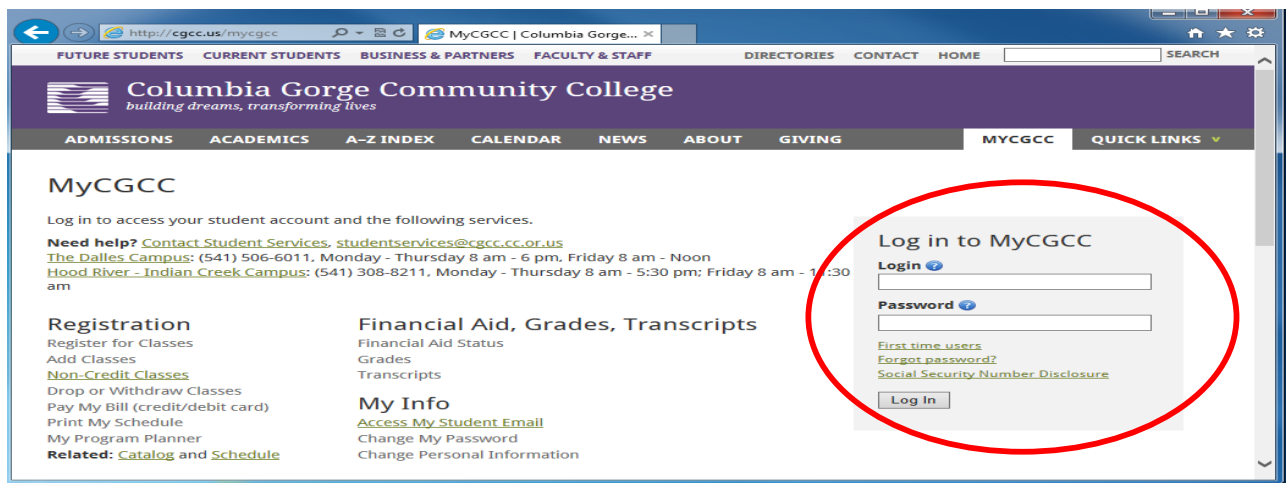 http://cgcc.us/mycgcc
MyCGCC | Columbia Gorge...
FUTURE STUDENTS CURRENT STUDENTS BUSINESS & PARTNERS FACULTY & STAFF DIRECTORIES CONTACT HOME SEARCH
Columbia Gorge Community College
building dreams, transforming lives
ADMISSIONS ACADEMICS A–Z INDEX CALENDAR NEWS ABOUT GIVING MYCGCC QUICK LINKS
MyCGCC
Log in to access your student account and the following services.
Need help? Contact Student Services, studentservices@cgcc.cc.or.us
The Dalles Campus: (541) 506-6011, Monday - Thursday 8 am - 6 pm, Friday 8 am - Noon
Hood River - Indian Creek Campus: (541) 308-8211, Monday - Thursday 8 am - 5:30 pm; Friday 8 am - 11:30
am
Registration
Register for Classes
Add Classes
Non-Credit Classes
Drop or Withdraw Classes
Pay My Bill (credit/debit card)
Print My Schedule
My Program Planner
Related: Catalog and Schedule
Financial Aid, Grades, Transcripts
Financial Aid Status
Grades
Transcripts
My Info
Access My Student Email
Change My Password
Change Personal Information
Log in to MyCGCC
Login ?
Password ?
First time users
Forgot password?
Social Security Number Disclosure
Log In